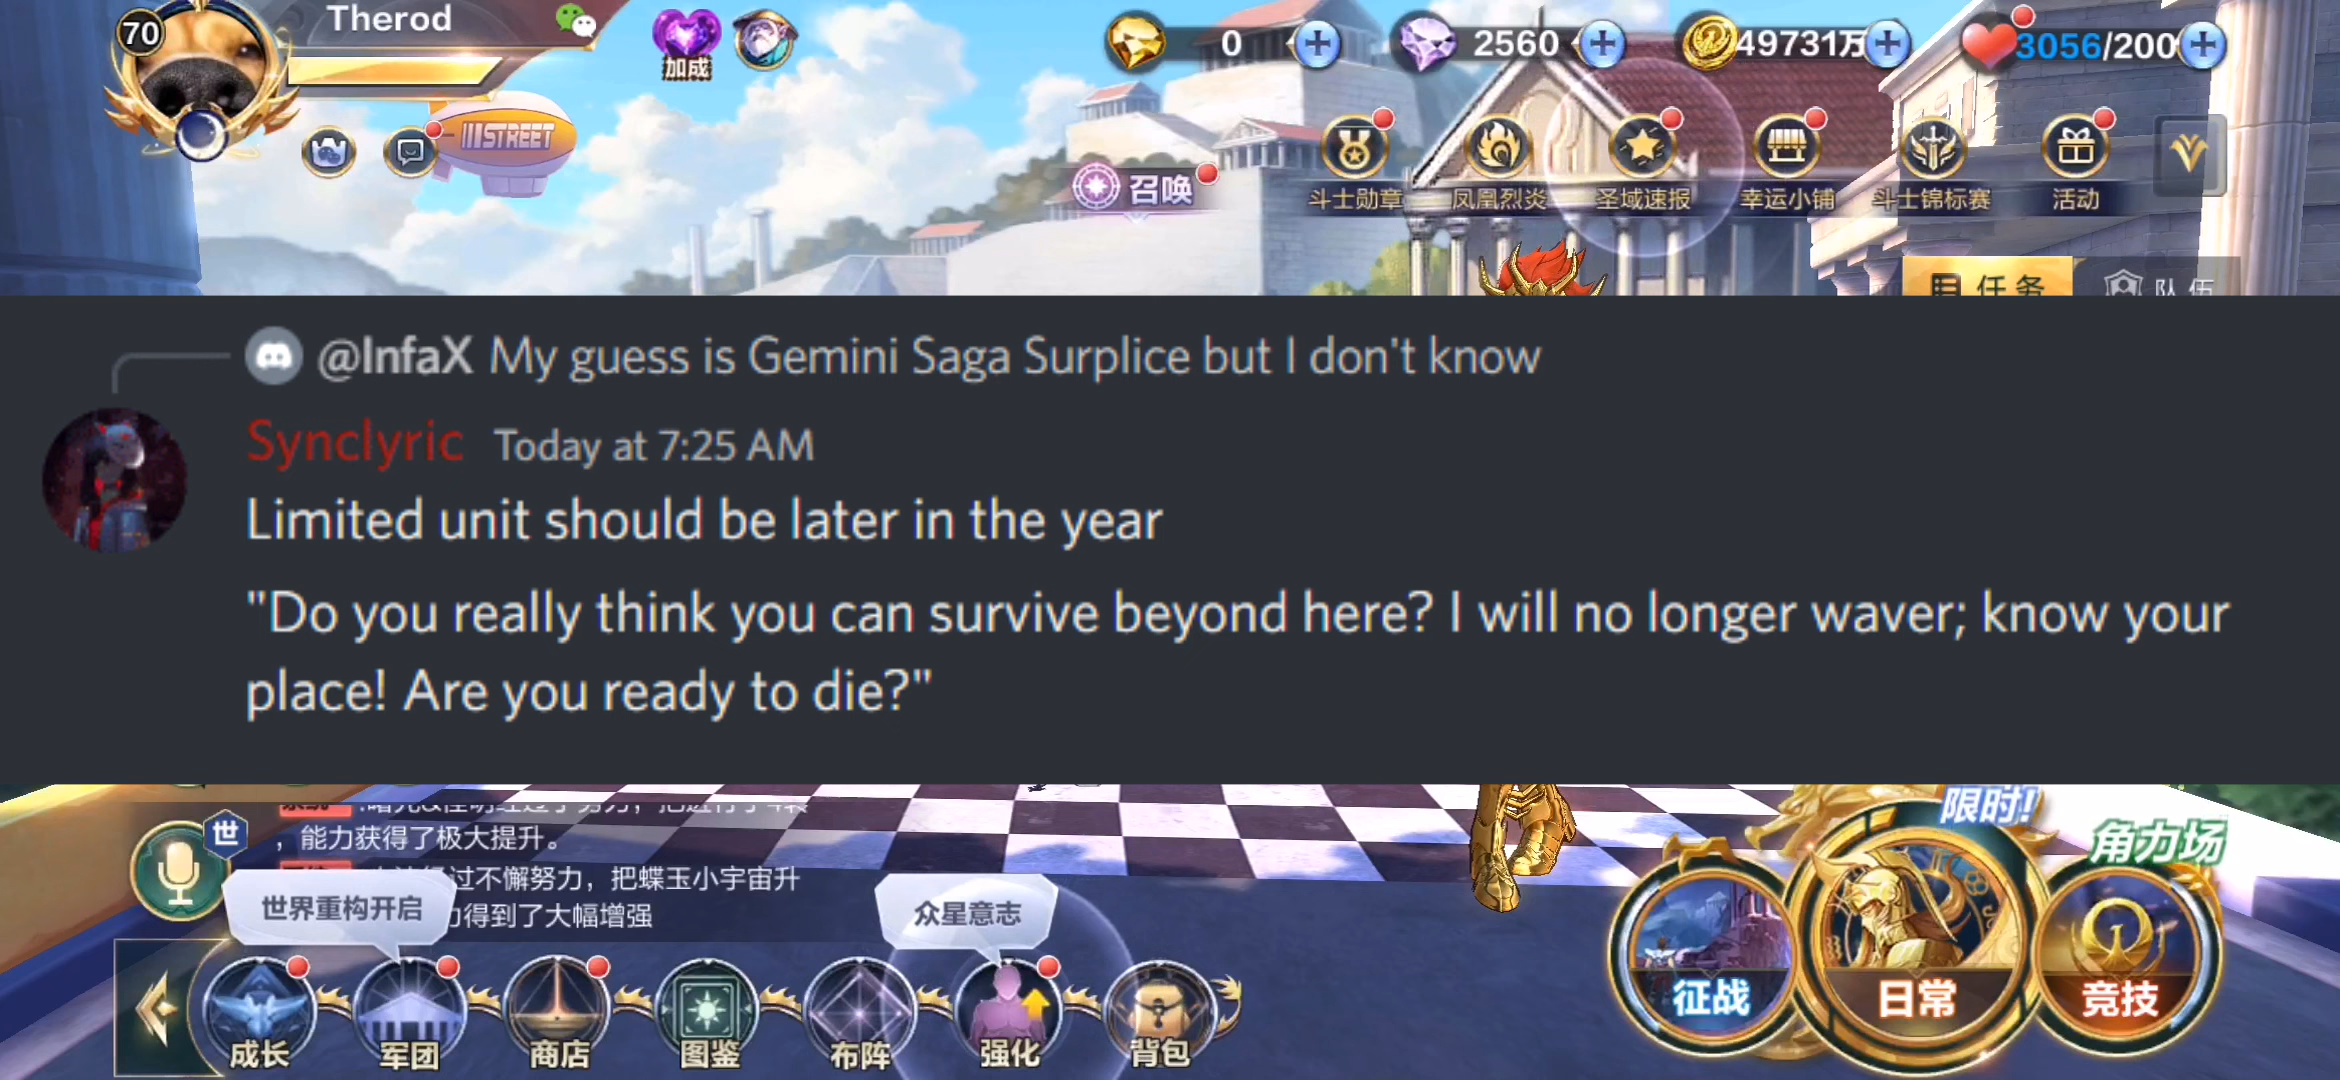 70
Therod
加成
0
2560
49731万
3056/200
STREET
召唤
斗士勋章
凤凰烈炎
圣域速报
幸运小铺
斗士锦标赛
活动
任务
队伍
@InfaX My guess is Gemini Saga Surplice but I don't know
Synclyric Today at 7:25 AM
Limited unit should be later in the year
"Do you really think you can survive beyond here? I will no longer waver; know your
place! Are you ready to die?"
世
，能力获得了极大提升。
过不懈努力，把蝶玉小宇宙升
得到了大幅增强
世界重构开启
众星意志
成长
军团
商店
图鉴
布阵
强化
背包
限时!
角力场
征战
日常
竞技